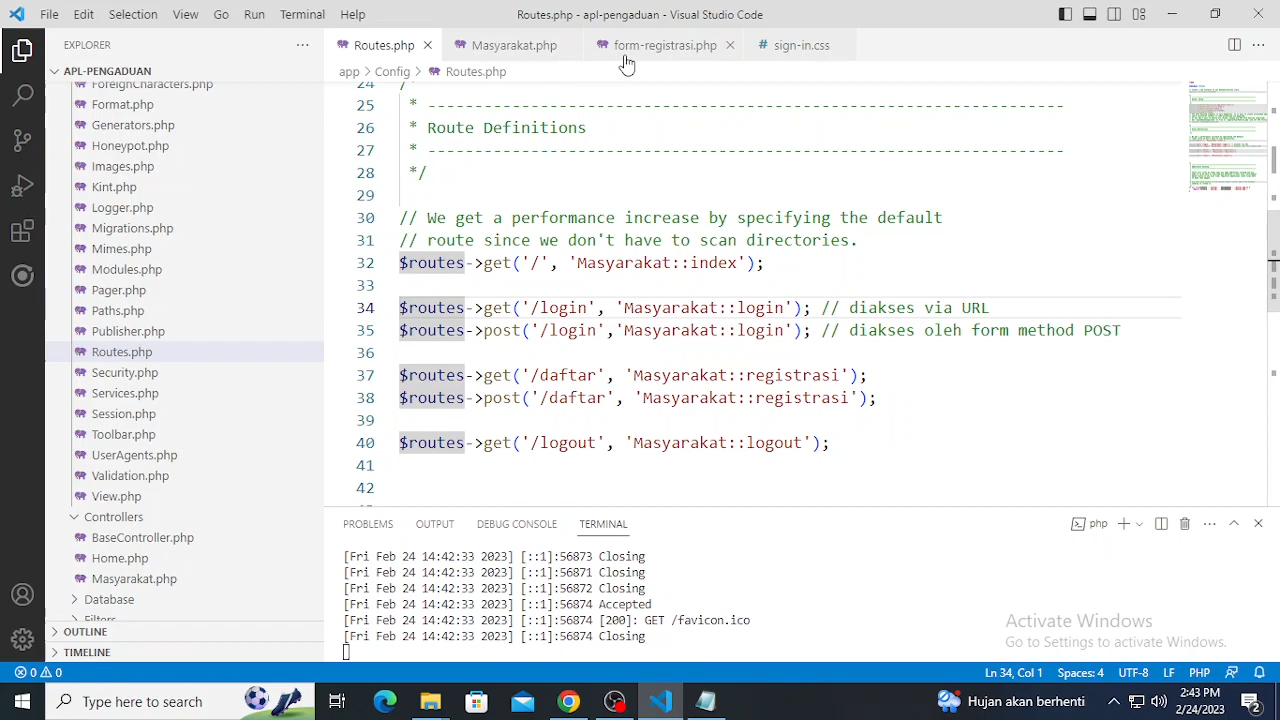 File Edit Selection View Go Run Terminal Help Routes.php - apl-pengaduan - Visual Studio Code
EXPLORER
Routes.php Masyarakat.php form-registrasi.php sign-in.css
APL-PENGADUAN
app > Config > Routes.php
ForeignCharacters.php
Format.php
Generators.php
Honeypot.php
Images.php
Kint.php
Logger.php
Migrations.php
Mimes.php
Modules.php
Pager.php
Paths.php
Publisher.php
Routes.php
Security.php
Services.php
Session.php
Toolbar.php
UserAgents.php
Validation.php
View.php
Controllers
BaseController.php
Home.php
Masyarakat.php
Database
Filters
OUTLINE
TIMELINE
24 /*
25 * --------------------------------------------------------------------
26 * Route Definitions
27 * --------------------------------------------------------------------
28 */
29
30 // We get a performance increase by specifying the default
31 // route since we don't have to scan directories.
32 $routes->get('/', 'Masyarakat::index');
33
34 $routes->get('/login', 'Masyarakat::login'); // diakses via URL
35 $routes->post('/login','Masyarakat::login'); // diakses oleh form method POST
36
37 $routes->get('/daftar', 'Masyarakat::registrasi');
38 $routes->post('/daftar', 'Masyarakat::registrasi');
39
40 $routes->get('/logout', 'Masyarakat::logout');
41
42
PROBLEMS OUTPUT DEBUG CONSOLE TERMINAL
php
[Fri Feb 24 14:42:33 2023] [::1]:56873 Closing
[Fri Feb 24 14:42:33 2023] [::1]:56871 Closing
[Fri Feb 24 14:42:33 2023] [::1]:56872 Closing
[Fri Feb 24 14:42:33 2023] [::1]:56874 Accepted
[Fri Feb 24 14:42:33 2023] [::1]:56874 [200]: GET /favicon.ico
[Fri Feb 24 14:42:33 2023] [::1]:56874 Closing
Activate Windows
Go to Settings to activate Windows.
0 0 Ln 34, Col 1 Spaces: 4 UTF-8 LF PHP
Type here to search
Hujan akan berhenti
2:43 PM
2/24/2023
2